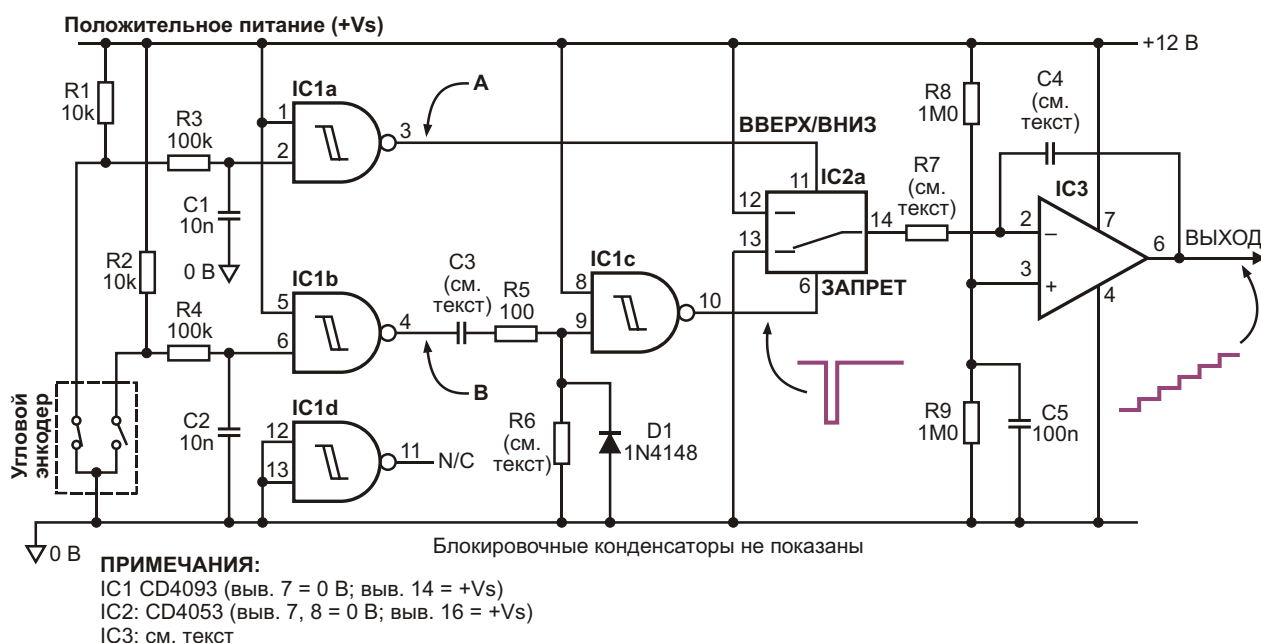 Положительное питание (+Vs)
+12 В
R1
10k
R3
100k
IC1a
1
2
3
A
ВВЕРХ/ВНИЗ
R8
1M0
C4
(см.
текст)
C1
10n
0 В
R2
10k
R4
100k
IC1b
5
6
4
B
C3
(см.
текст)
R5
100
IC1c
8
9
10
IC2a
11
12
13
14
6
ЗАПРЕТ
R7
(см.
текст)
IC3
2
3
7
6
4
–
+
ВЫХОД
Угловой
энкодер
C2
10n
IC1d
12
13
11
N/C
R6
(см.
текст)
D1
1N4148
R9
1M0
C5
100n
0 В
Блокировочные конденсаторы не показаны
ПРИМЕЧАНИЯ:
IC1 CD4093 (выв. 7 = 0 В; выв. 14 = +Vs)
IC2: CD4053 (выв. 7, 8 = 0 В; выв. 16 = +Vs)
IC3: см. текст